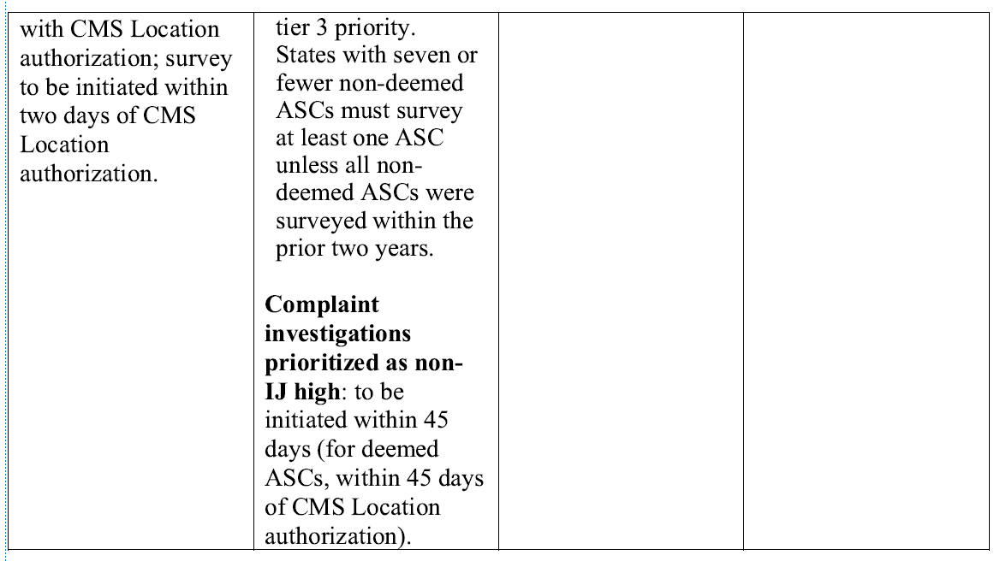 with CMS Location
authorization; survey
to be initiated within
two days of CMS
Location
authorization.
tier 3 priority.
States with seven or
fewer non-deemed
ASCs must survey
at least one ASC
unless all non-
deemed ASCs were
surveyed within the
prior two years.
Complaint
investigations
prioritized as non-
IJ high: to be
initiated within 45
days (for deemed
ASCs, within 45 days
of CMS Location
authorization).